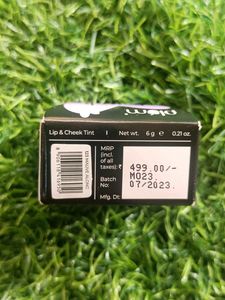 plum
Lip & Cheek Tint | Net wt. 6 g ℮ 0.21 oz.
MRP
(incl.
of all
taxes): ₹
499.00/-
Batch
No:
M023
07/2023
Mfg. Dt: